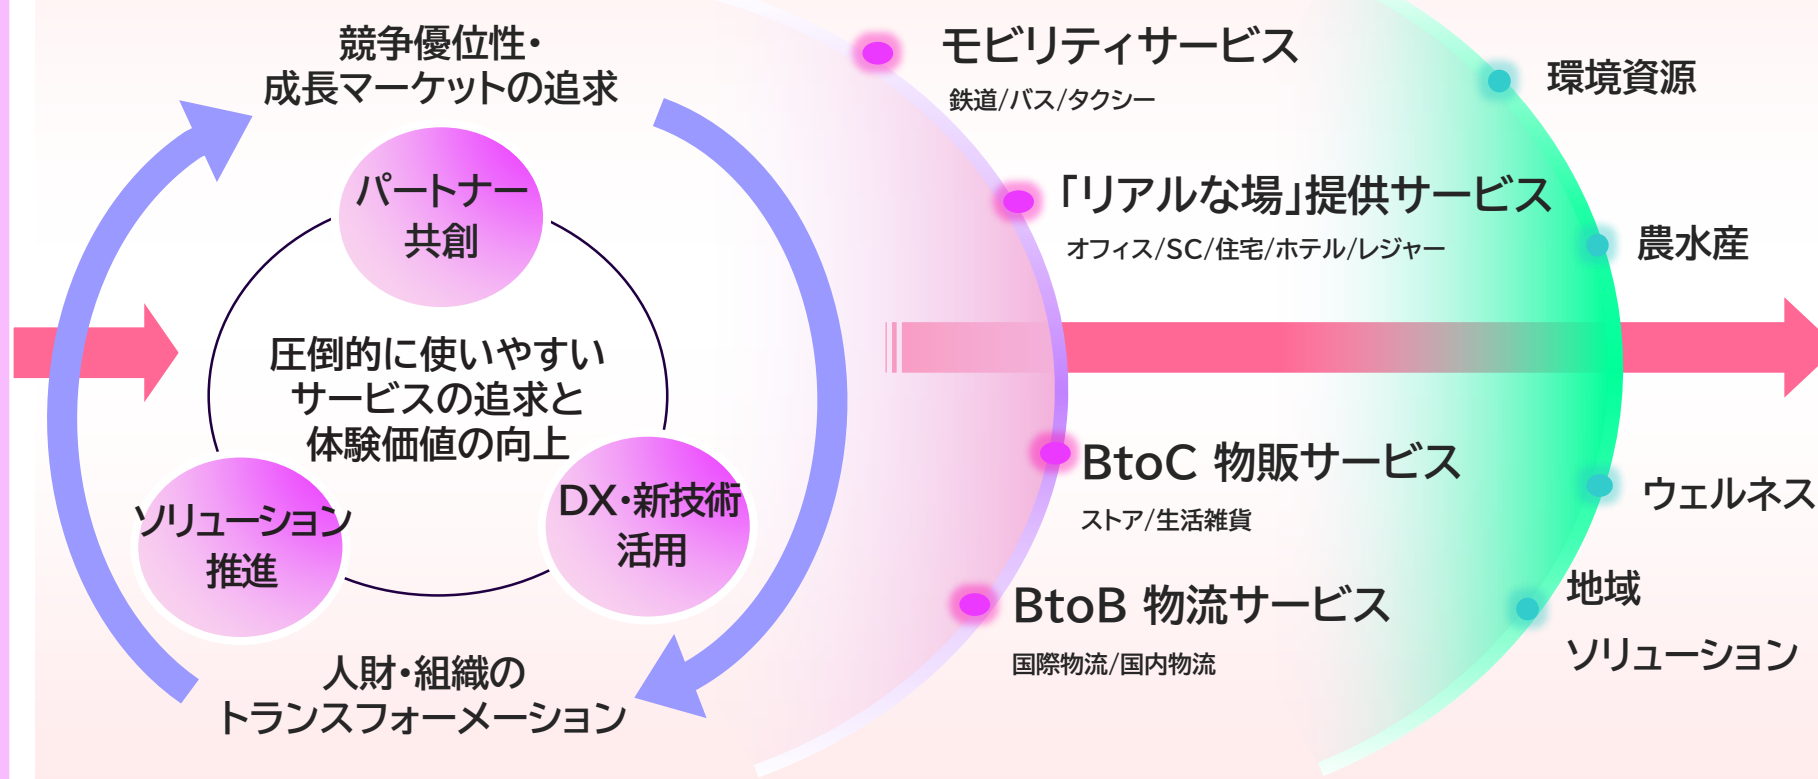 競争優位性・
成長マーケットの追求
パートナー
共創
圧倒的に使いやすい
サービスの追求と
体験価値の向上
ソリューション
推進
DX・新技術
活用
人財・組織の
トランスフォーメーション
モビリティサービス
鉄道/バス/タクシー
「リアルな場」提供サービス
オフィス/SC/住宅/ホテル/レジャー
BtoC 物販サービス
ストア/生活雑貨
BtoB 物流サービス
国際物流/国内物流
環境資源
農水産
ウェルネス
地域
ソリューション